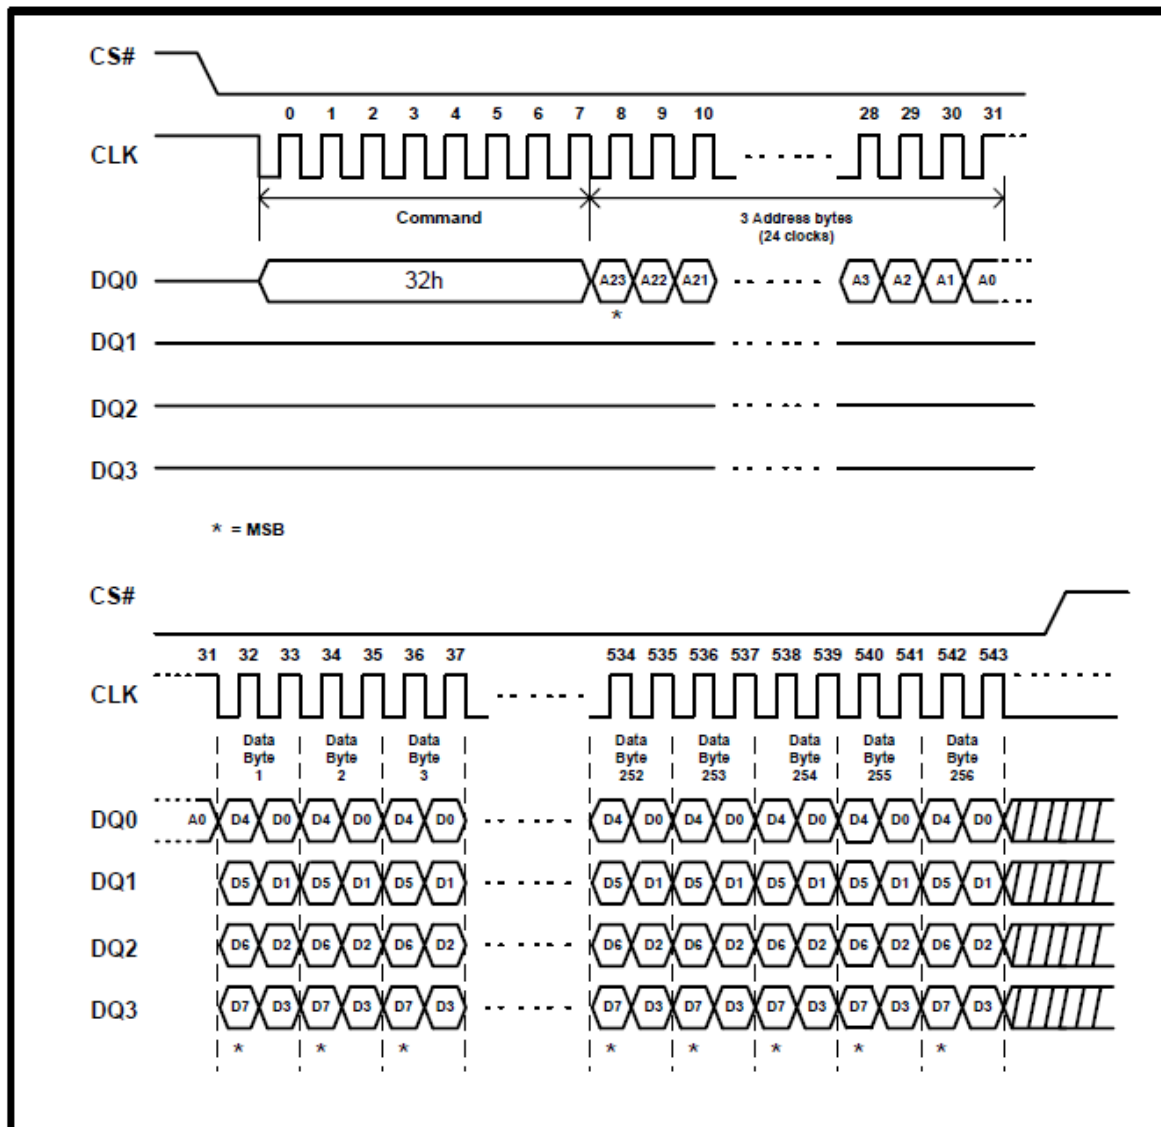 CS#
0 1 2 3 4 5 6 7 8 9 10 28 29 30 31
CLK
Command
3 Address bytes
(24 clocks)
DQ0 32h A23 A22 A21 A3 A2 A1 A0
*
DQ1
DQ2
DQ3
* = MSB
CS#
31 32 33 34 35 36 37 534 535 536 537 538 539 540 541 542 543
CLK
Data Data Data Data Data Data Data Data
Byte Byte Byte Byte Byte Byte Byte Byte
1 2 3 252 253 254 255 256
DQ0 A0 D4 D0 D4 D0 D4 D0 D4 D0 D4 D0 D4 D0 D4 D0 D4 D0
DQ1 D5 D1 D5 D1 D5 D1 D5 D1 D5 D1 D5 D1 D5 D1 D5 D1
DQ2 D6 D2 D6 D2 D6 D2 D6 D2 D6 D2 D6 D2 D6 D2 D6 D2
DQ3 D7 D3 D7 D3 D7 D3 D7 D3 D7 D3 D7 D3 D7 D3 D7 D3
* * * * * * * *